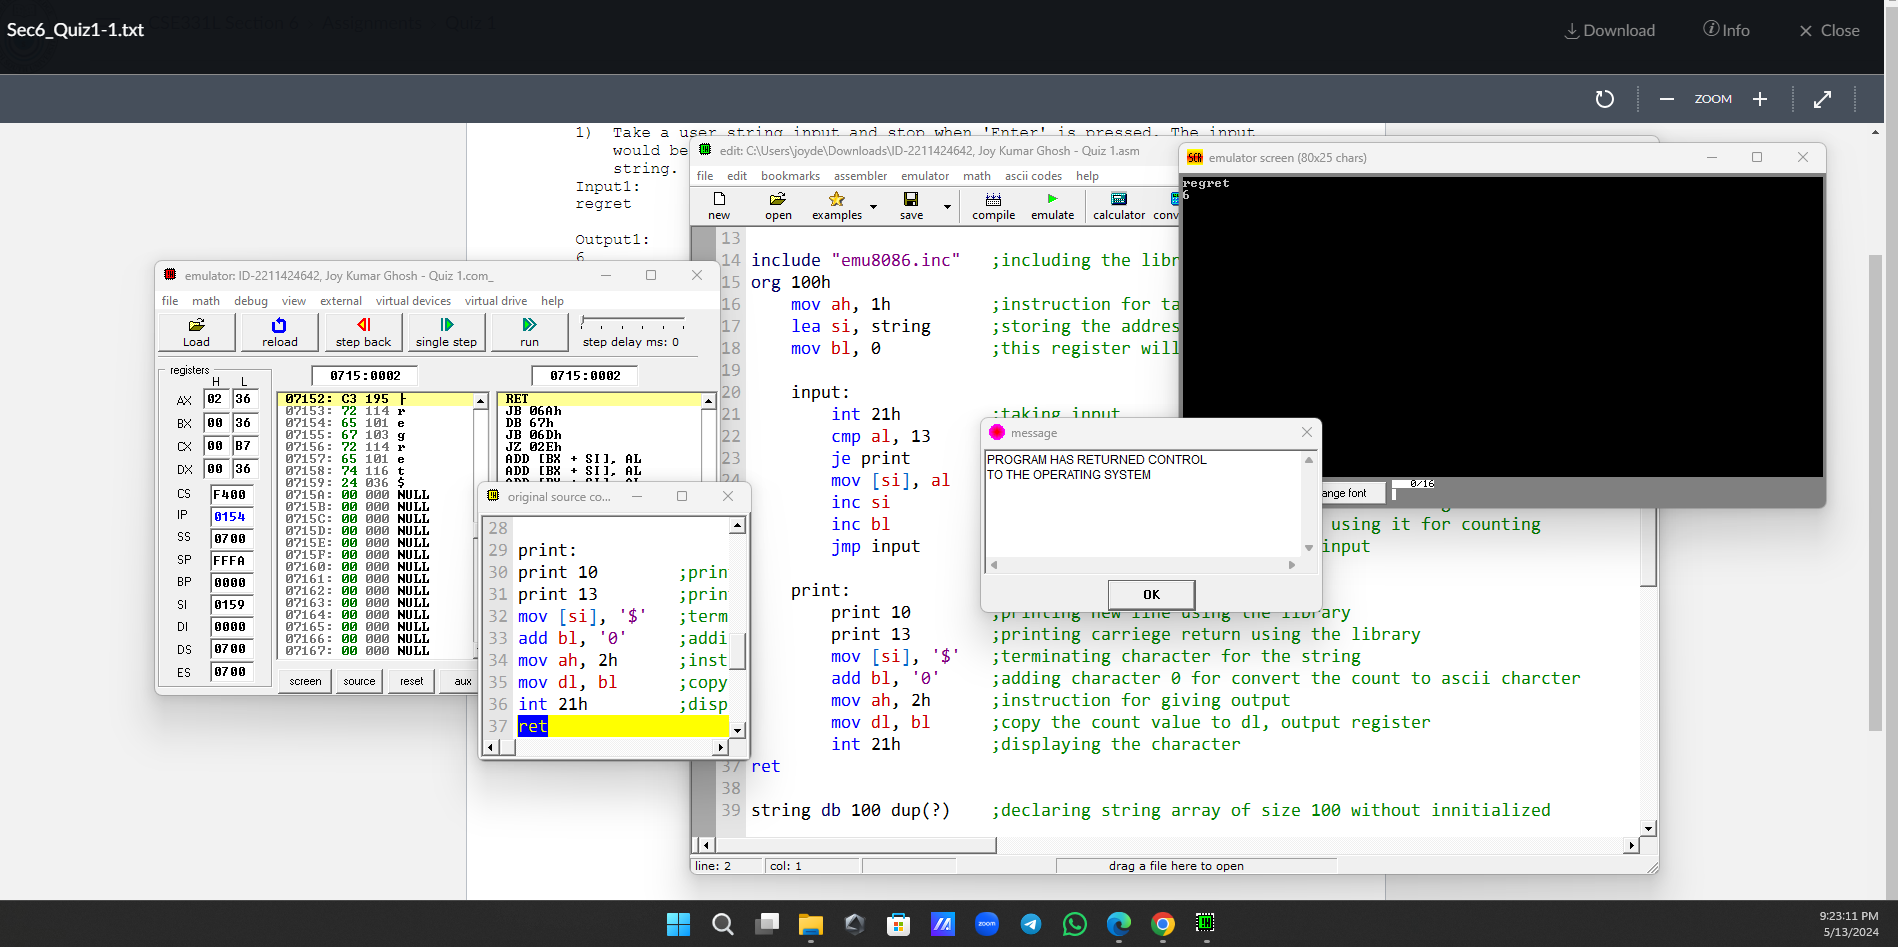 CSE331L Section 6 Assignments Quiz 1
Sec6_Quiz1-1.txt
Download
Info
Close
ZOOM
1) Take a user string input and stop when 'Enter' is pressed. The input
would be
string.
Input1:
regret
Output1:
6
edit: C:\Users\joyde\Downloads\ID-2211424642, Joy Kumar Ghosh - Quiz 1.asm
file edit bookmarks assembler emulator math ascii codes help
new open examples save compile emulate calculator conv
13
14 include "emu8086.inc" ;including the libr
15 org 100h
16 mov ah, 1h ;instruction for ta
17 lea si, string ;storing the addres
18 mov bl, 0 ;this register will
19
20 input:
21 int 21h ;taking input
22 cmp al, 13
23 je print
24 mov [si], al
inc si
inc bl using it for counting
jmp input input
print:
print 10 ;printing new line using the library
print 13 ;printing carriege return using the library
mov [si], '$' ;terminating character for the string
add bl, '0' ;adding character 0 for convert the count to ascii charcter
mov ah, 2h ;instruction for giving output
mov dl, bl ;copy the count value to dl, output register
int 21h ;displaying the character
37 ret
38
39 string db 100 dup(?) ;declaring string array of size 100 without innitialized
line: 2 col: 1 drag a file here to open
emulator screen (80x25 chars)
regret
6
ange font 0/16
message
PROGRAM HAS RETURNED CONTROL
TO THE OPERATING SYSTEM
OK
emulator: ID-2211424642, Joy Kumar Ghosh - Quiz 1.com_
file math debug view external virtual devices virtual drive help
Load reload step back single step run step delay ms: 0
registers
H L
0715:0002 0715:0002
AX 02 36
BX 00 36
CX 00 B7
DX 00 36
CS F400
IP 0154
SS 0700
SP FFFA
BP 0000
SI 0159
DI 0000
DS 0700
ES 0700
07152: C3 195 ├
07153: 72 114 r
07154: 65 101 e
07155: 67 103 g
07156: 72 114 r
07157: 65 101 e
07158: 74 116 t
07159: 24 036 $
0715A: 00 000 NULL
0715B: 00 000 NULL
0715C: 00 000 NULL
0715D: 00 000 NULL
0715E: 00 000 NULL
0715F: 00 000 NULL
07160: 00 000 NULL
07161: 00 000 NULL
07162: 00 000 NULL
07163: 00 000 NULL
07164: 00 000 NULL
07165: 00 000 NULL
07166: 00 000 NULL
07167: 00 000 NULL
RET
JB 06Ah
DB 67h
JB 06Dh
JZ 02Eh
ADD [BX + SI], AL
ADD [BX + SI], AL
ADD [BX + SI], AL
screen source reset aux
original source co...
28
29 print:
30 print 10 ;prin
31 print 13 ;prin
32 mov [si], '$' ;term
33 add bl, '0' ;addi
34 mov ah, 2h ;inst
35 mov dl, bl ;copy
36 int 21h ;disp
37 ret
zoom
9:23:11 PM
5/13/2024